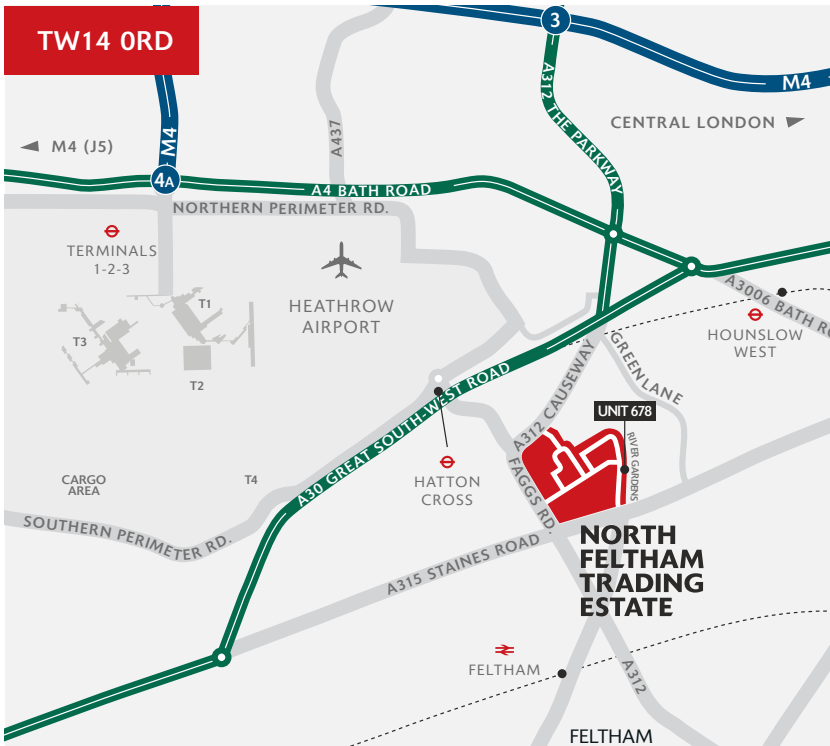 TW14 0RD
3
M4
M4
A312 THE PARKWAY
CENTRAL LONDON
M4 (J5)
A437
4A
A4 BATH ROAD
NORTHERN PERIMETER RD.
TERMINALS
1-2-3
HEATHROW
AIRPORT
A3006 BATH RO
HOUNSLOW
WEST
T1
T3
T2
GREENLANE
A312 CAUSEWAY
UNIT 678
RIVER GARDENS
A30 GREAT SOUTH-WEST ROAD
HATTON
CROSS
FAGGS RD.
CARGO
AREA
T4
SOUTHERN PERIMETER RD.
A315 STAINES ROAD
NORTH
FELTHAM
TRADING
ESTATE
FELTHAM
A312
FELTHAM